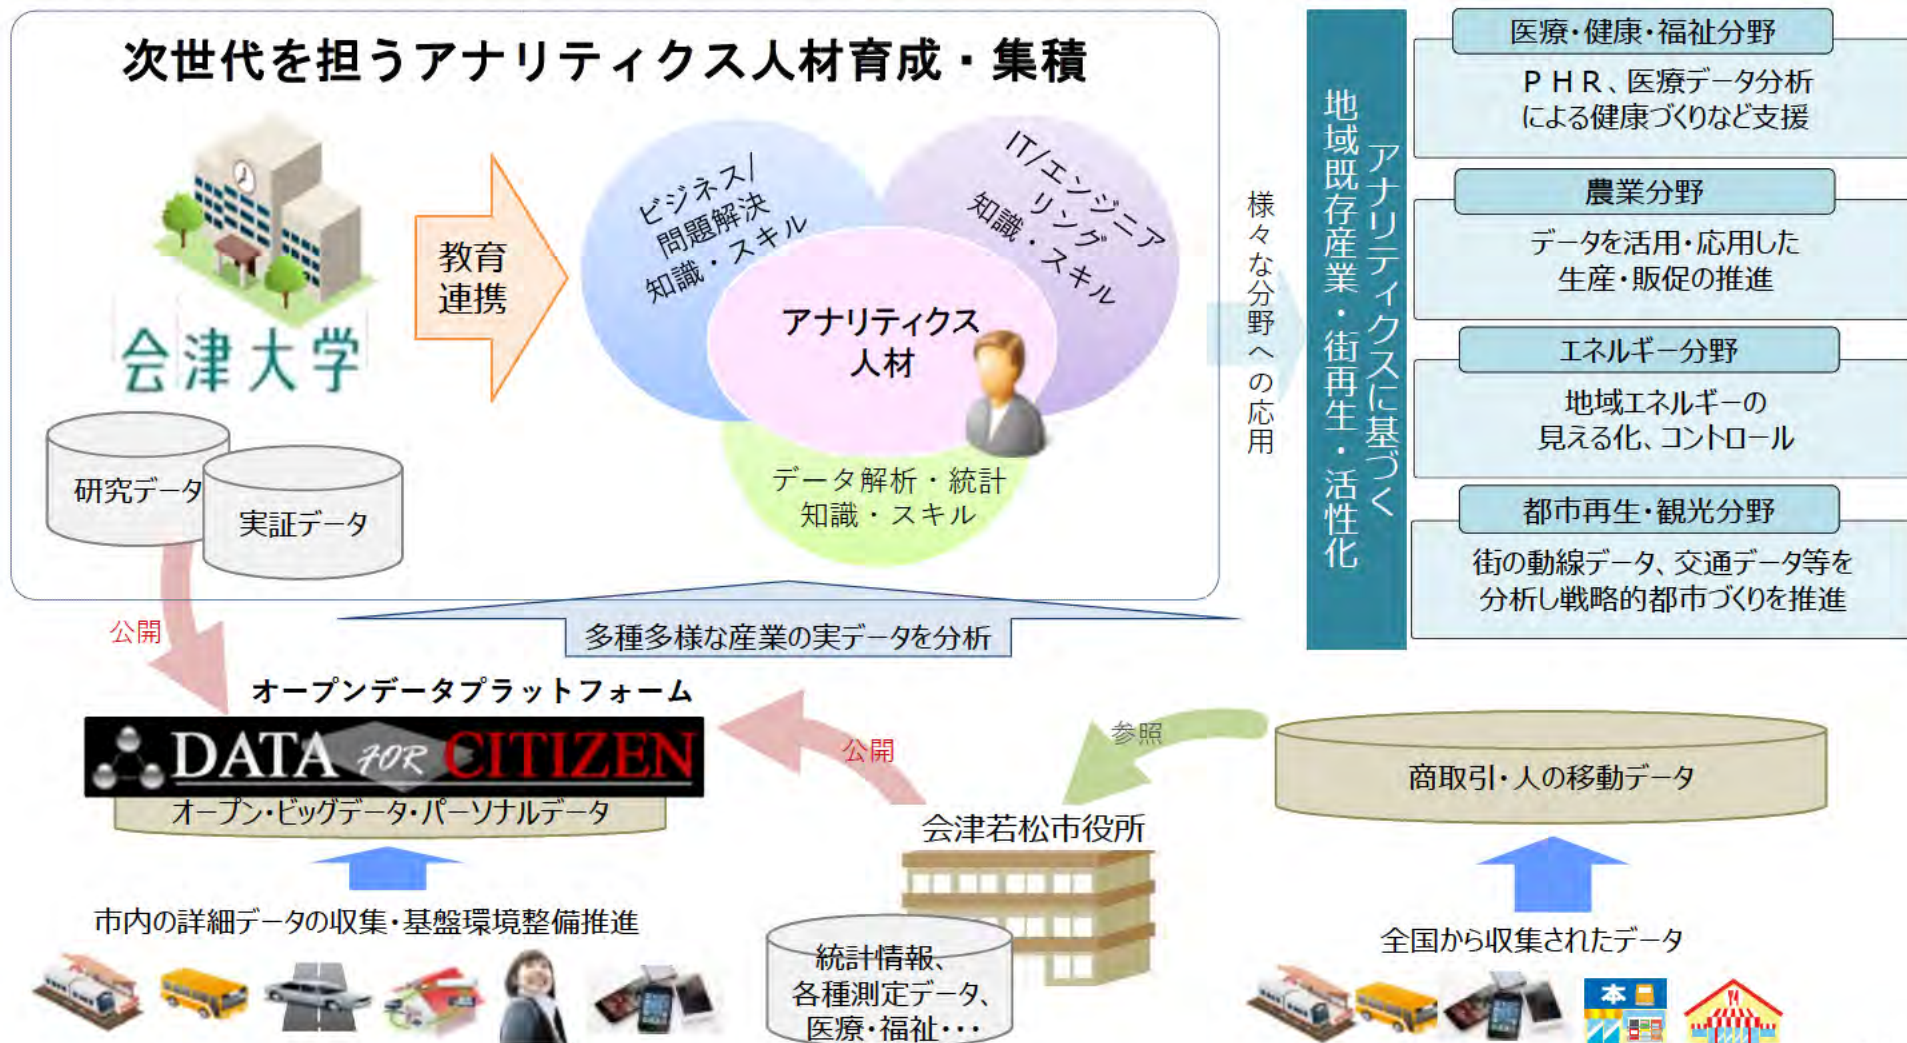 次世代を担うアナリティクス人材育成・集積
会津大学
研究データ
実証データ
教育
連携
ビジネス/
問題解決
知識・スキル
IT/エンジニア
リング
知識・スキル
アナリティクス
人材
データ解析・統計
知識・スキル
様々な分野への応用
アナリティクスに基づく
地域既存産業・街再生・活性化
医療・健康・福祉分野
PHR、医療データ分析
による健康づくりなど支援
農業分野
データを活用・応用した
生産・販促の推進
エネルギー分野
地域エネルギーの
見える化、コントロール
都市再生・観光分野
街の動線データ、交通データ等を
分析し戦略的都市づくりを推進
公開
多種多様な産業の実データを分析
オープンデータプラットフォーム
DATA FOR CITIZEN
オープン・ビッグデータ・パーソナルデータ
市内の詳細データの収集・基盤環境整備推進
公開
参照
会津若松市役所
統計情報、
各種測定データ、
医療・福祉・・・
商取引・人の移動データ
全国から収集されたデータ
本